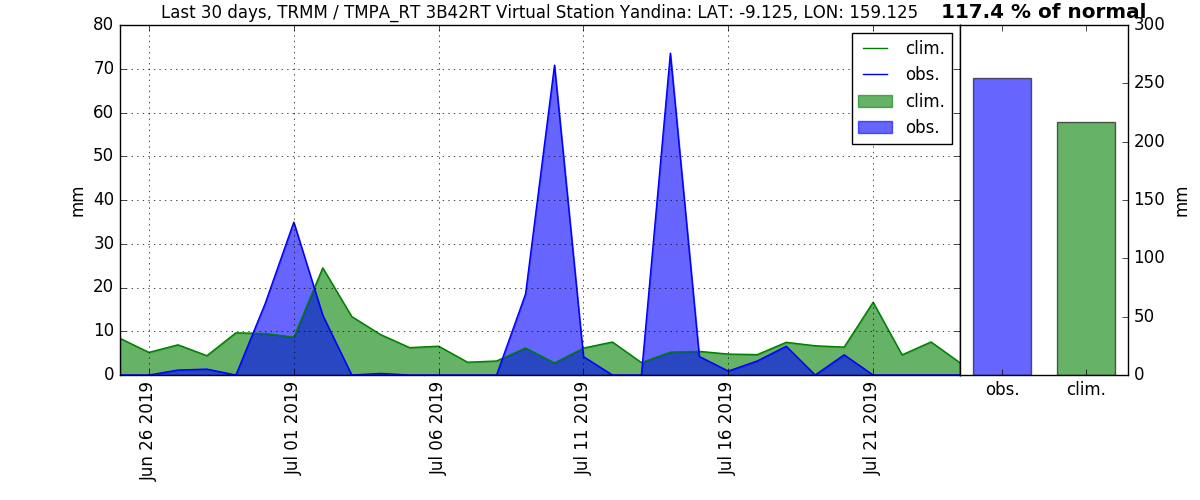 Last 30 days, TRMM / TMPA_RT 3B42RT Virtual Station Yandina: LAT: -9.125, LON: 159.125
117.4 % of normal
80
70
60
50
40
30
20
10
0
mm
clim.
obs.
clim.
obs.
300
250
200
150
100
50
0
mm
Jun 26 2019
Jul 01 2019
Jul 06 2019
Jul 11 2019
Jul 16 2019
Jul 21 2019
obs.
clim.